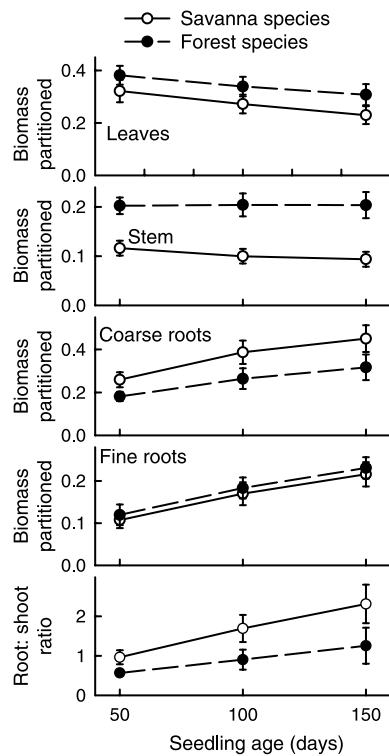 Savanna species
Forest species
Biomass
partitioned
0.4
0.2
0.0
Leaves
Biomass
partitioned
0.2
0.1
0.0
Stem
Biomass
partitioned
0.4
0.2
0.0
Coarse roots
Biomass
partitioned
0.2
0.1
0.0
Fine roots
Root: shoot
ratio
2
1
0
50 100 150
Seedling age (days)